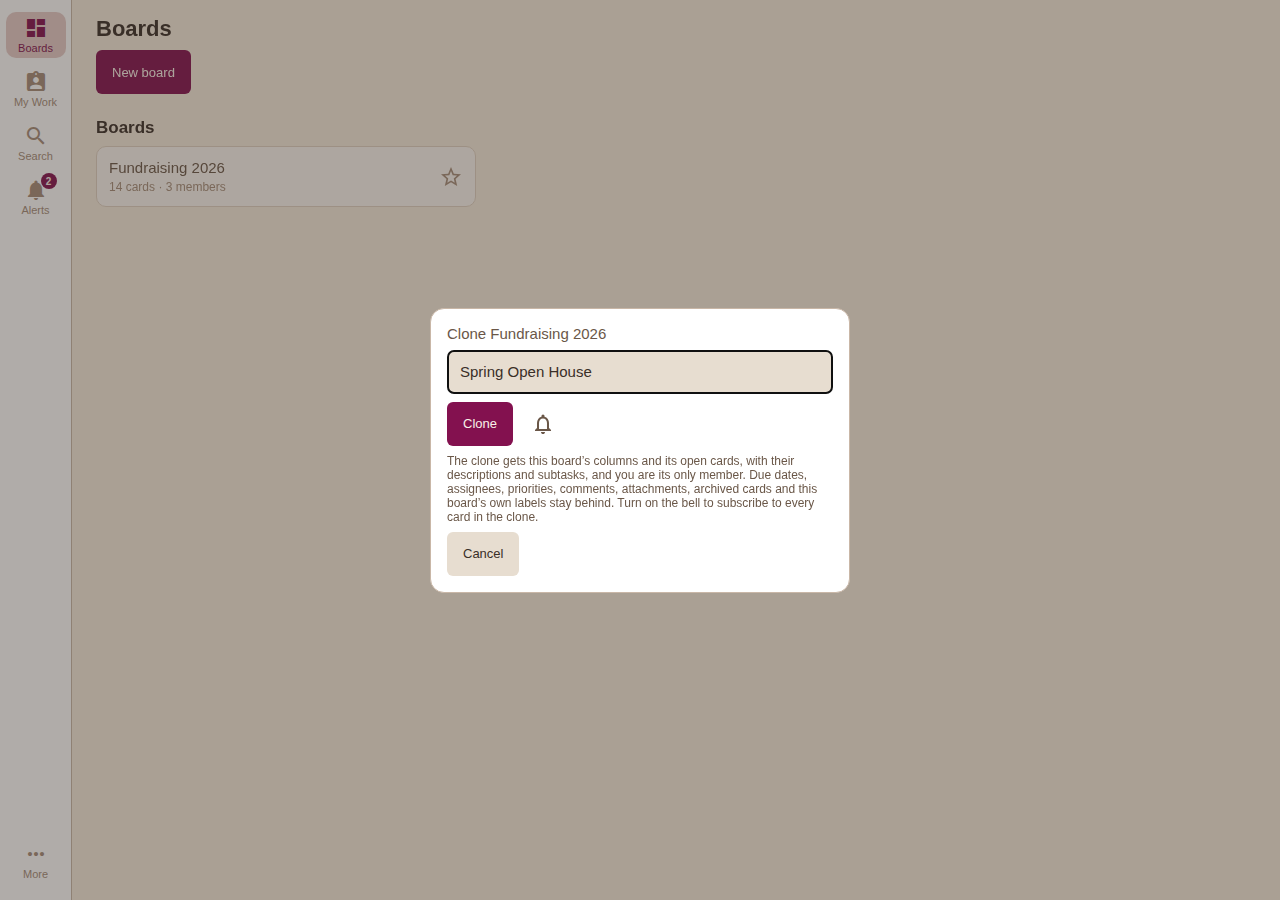 Boards
My Work
Search
2
Alerts
More
Boards
New board
Boards
Fundraising 2026
14 cards · 3 members
Clone Fundraising 2026
Spring Open House
Clone
The clone gets this board’s columns and its open cards, with their
descriptions and subtasks, and you are its only member. Due dates,
assignees, priorities, comments, attachments, archived cards and this
board’s own labels stay behind. Turn on the bell to subscribe to every
card in the clone.
Cancel